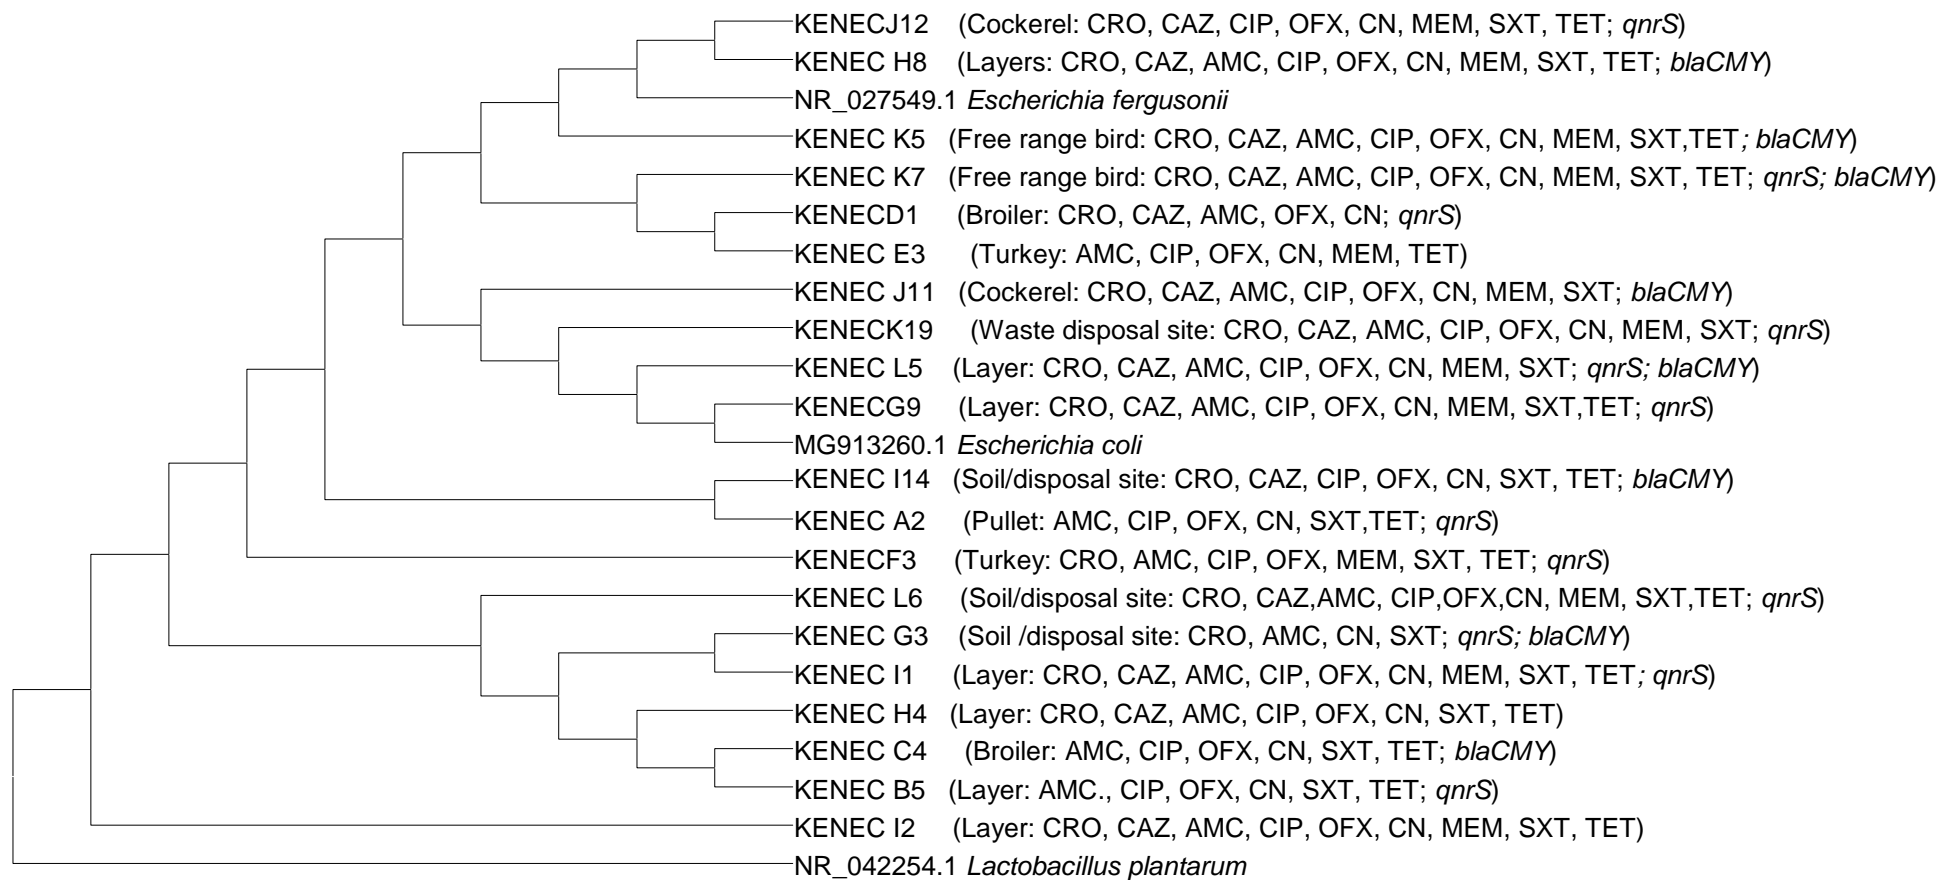 KENECJ12 (Cockerel: CRO, CAZ, CIP, OFX, CN, MEM, SXT, TET; qnrS)
KENEC H8 (Layers: CRO, CAZ, AMC, CIP, OFX, CN, MEM, SXT, TET; blaCMY)
NR_027549.1 Escherichia fergusonii
KENEC K5 (Free range bird: CRO, CAZ, AMC, CIP, OFX, CN, MEM, SXT,TET; blaCMY)
KENEC K7 (Free range bird: CRO, CAZ, AMC, CIP, OFX, CN, MEM, SXT, TET; qnrS; blaCMY)
KENECD1 (Broiler: CRO, CAZ, AMC, OFX, CN; qnrS)
KENEC E3 (Turkey: AMC, CIP, OFX, CN, MEM, TET)
KENEC J11 (Cockerel: CRO, CAZ, AMC, CIP, OFX, CN, MEM, SXT; blaCMY)
KENECK19 (Waste disposal site: CRO, CAZ, AMC, CIP, OFX, CN, MEM, SXT; qnrS)
KENEC L5 (Layer: CRO, CAZ, AMC, CIP, OFX, CN, MEM, SXT; qnrS; blaCMY)
KENECG9 (Layer: CRO, CAZ, AMC, CIP, OFX, CN, MEM, SXT,TET; qnrS)
MG913260.1 Escherichia coli
KENEC I14 (Soil/disposal site: CRO, CAZ, CIP, OFX, CN, SXT, TET; blaCMY)
KENEC A2 (Pullet: AMC, CIP, OFX, CN, SXT,TET; qnrS)
KENECF3 (Turkey: CRO, AMC, CIP, OFX, MEM, SXT, TET; qnrS)
KENEC L6 (Soil/disposal site: CRO, CAZ,AMC, CIP,OFX,CN, MEM, SXT,TET; qnrS)
KENEC G3 (Soil /disposal site: CRO, AMC, CN, SXT; qnrS; blaCMY)
KENEC I1 (Layer: CRO, CAZ, AMC, CIP, OFX, CN, MEM, SXT, TET; qnrS)
KENEC H4 (Layer: CRO, CAZ, AMC, CIP, OFX, CN, SXT, TET)
KENEC C4 (Broiler: AMC, CIP, OFX, CN, SXT, TET; blaCMY)
KENEC B5 (Layer: AMC., CIP, OFX, CN, SXT, TET; qnrS)
KENEC I2 (Layer: CRO, CAZ, AMC, CIP, OFX, CN, MEM, SXT, TET)
NR_042254.1 Lactobacillus plantarum